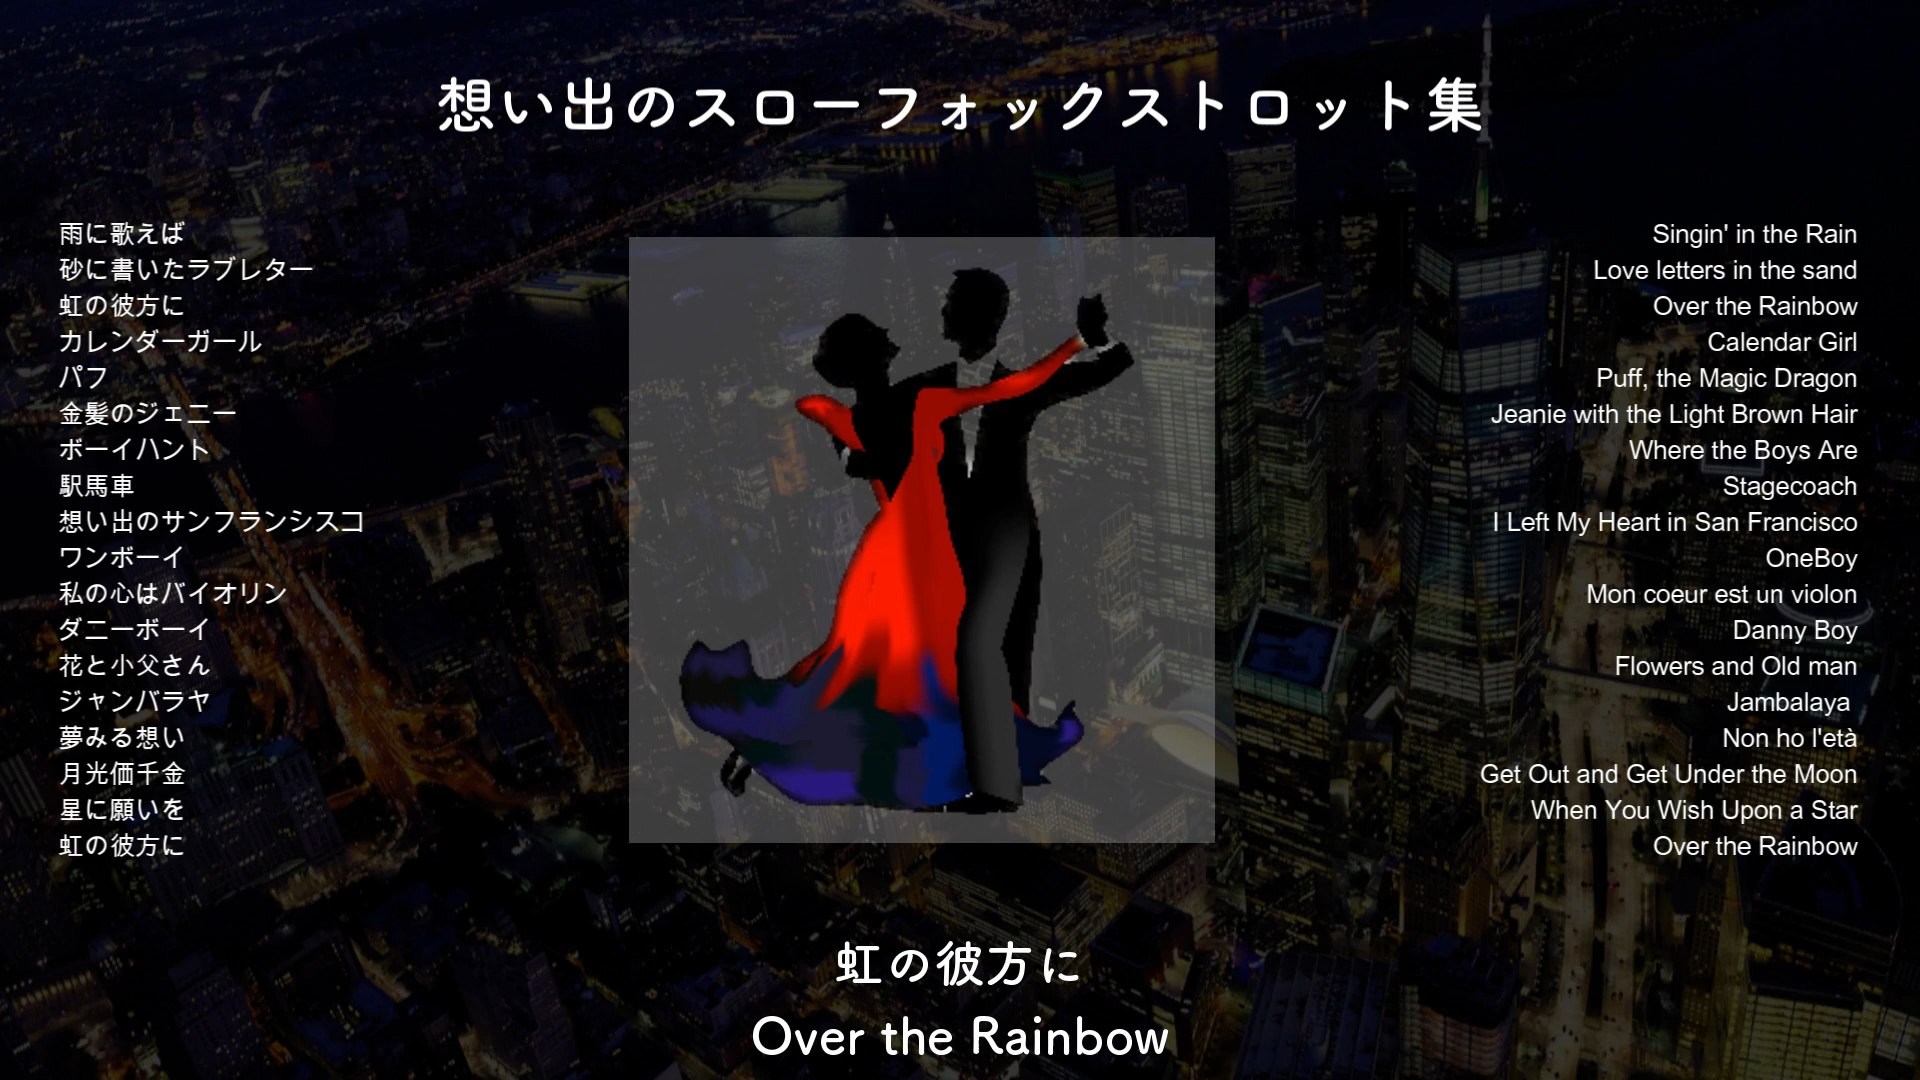 想い出のスローフォックストロット集
雨に歌えば
砂に書いたラブレター
虹の彼方に
カレンダーガール
パフ
金髪のジェニー
ボーイハント
駅馬車
想い出のサンフランシスコ
ワンボーイ
私の心はバイオリン
ダニーボーイ
花と小父さん
ジャンバラヤ
夢みる想い
月光価千金
星に願いを
虹の彼方に
Singin' in the Rain
Love letters in the sand
Over the Rainbow
Calendar Girl
Puff, the Magic Dragon
Jeanie with the Light Brown Hair
Where the Boys Are
Stagecoach
I Left My Heart in San Francisco
OneBoy
Mon coeur est un violon
Danny Boy
Flowers and Old man
Jambalaya
Non ho l'età
Get Out and Get Under the Moon
When You Wish Upon a Star
Over the Rainbow
虹の彼方に
Over the Rainbow